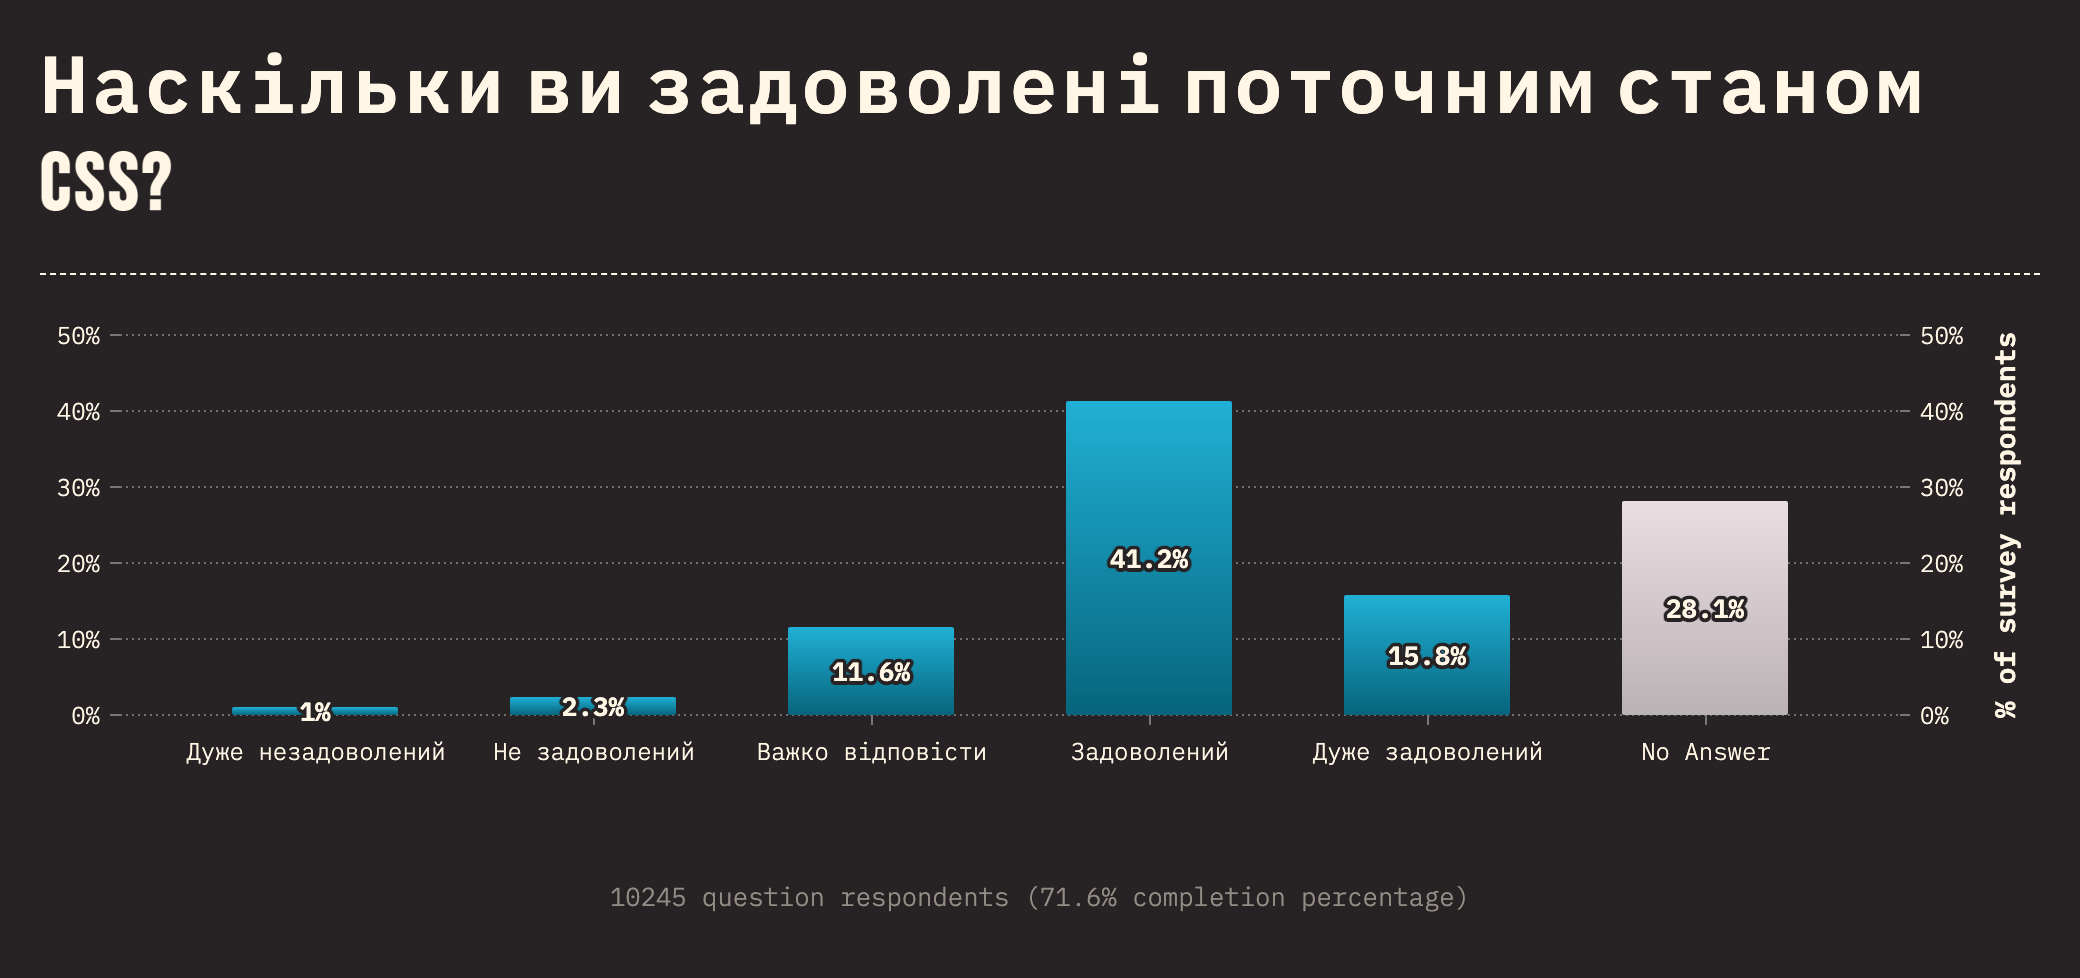 Наскільки ви задоволені поточним станом
CSS?
50%
40%
30%
20%
10%
0%
50%
40%
30%
20%
10%
0%
% of survey respondents
1%
2.3%
11.6%
41.2%
15.8%
28.1%
Дуже незадоволений
Не задоволений
Важко відповісти
Задоволений
Дуже задоволений
No Answer
10245 question respondents (71.6% completion percentage)